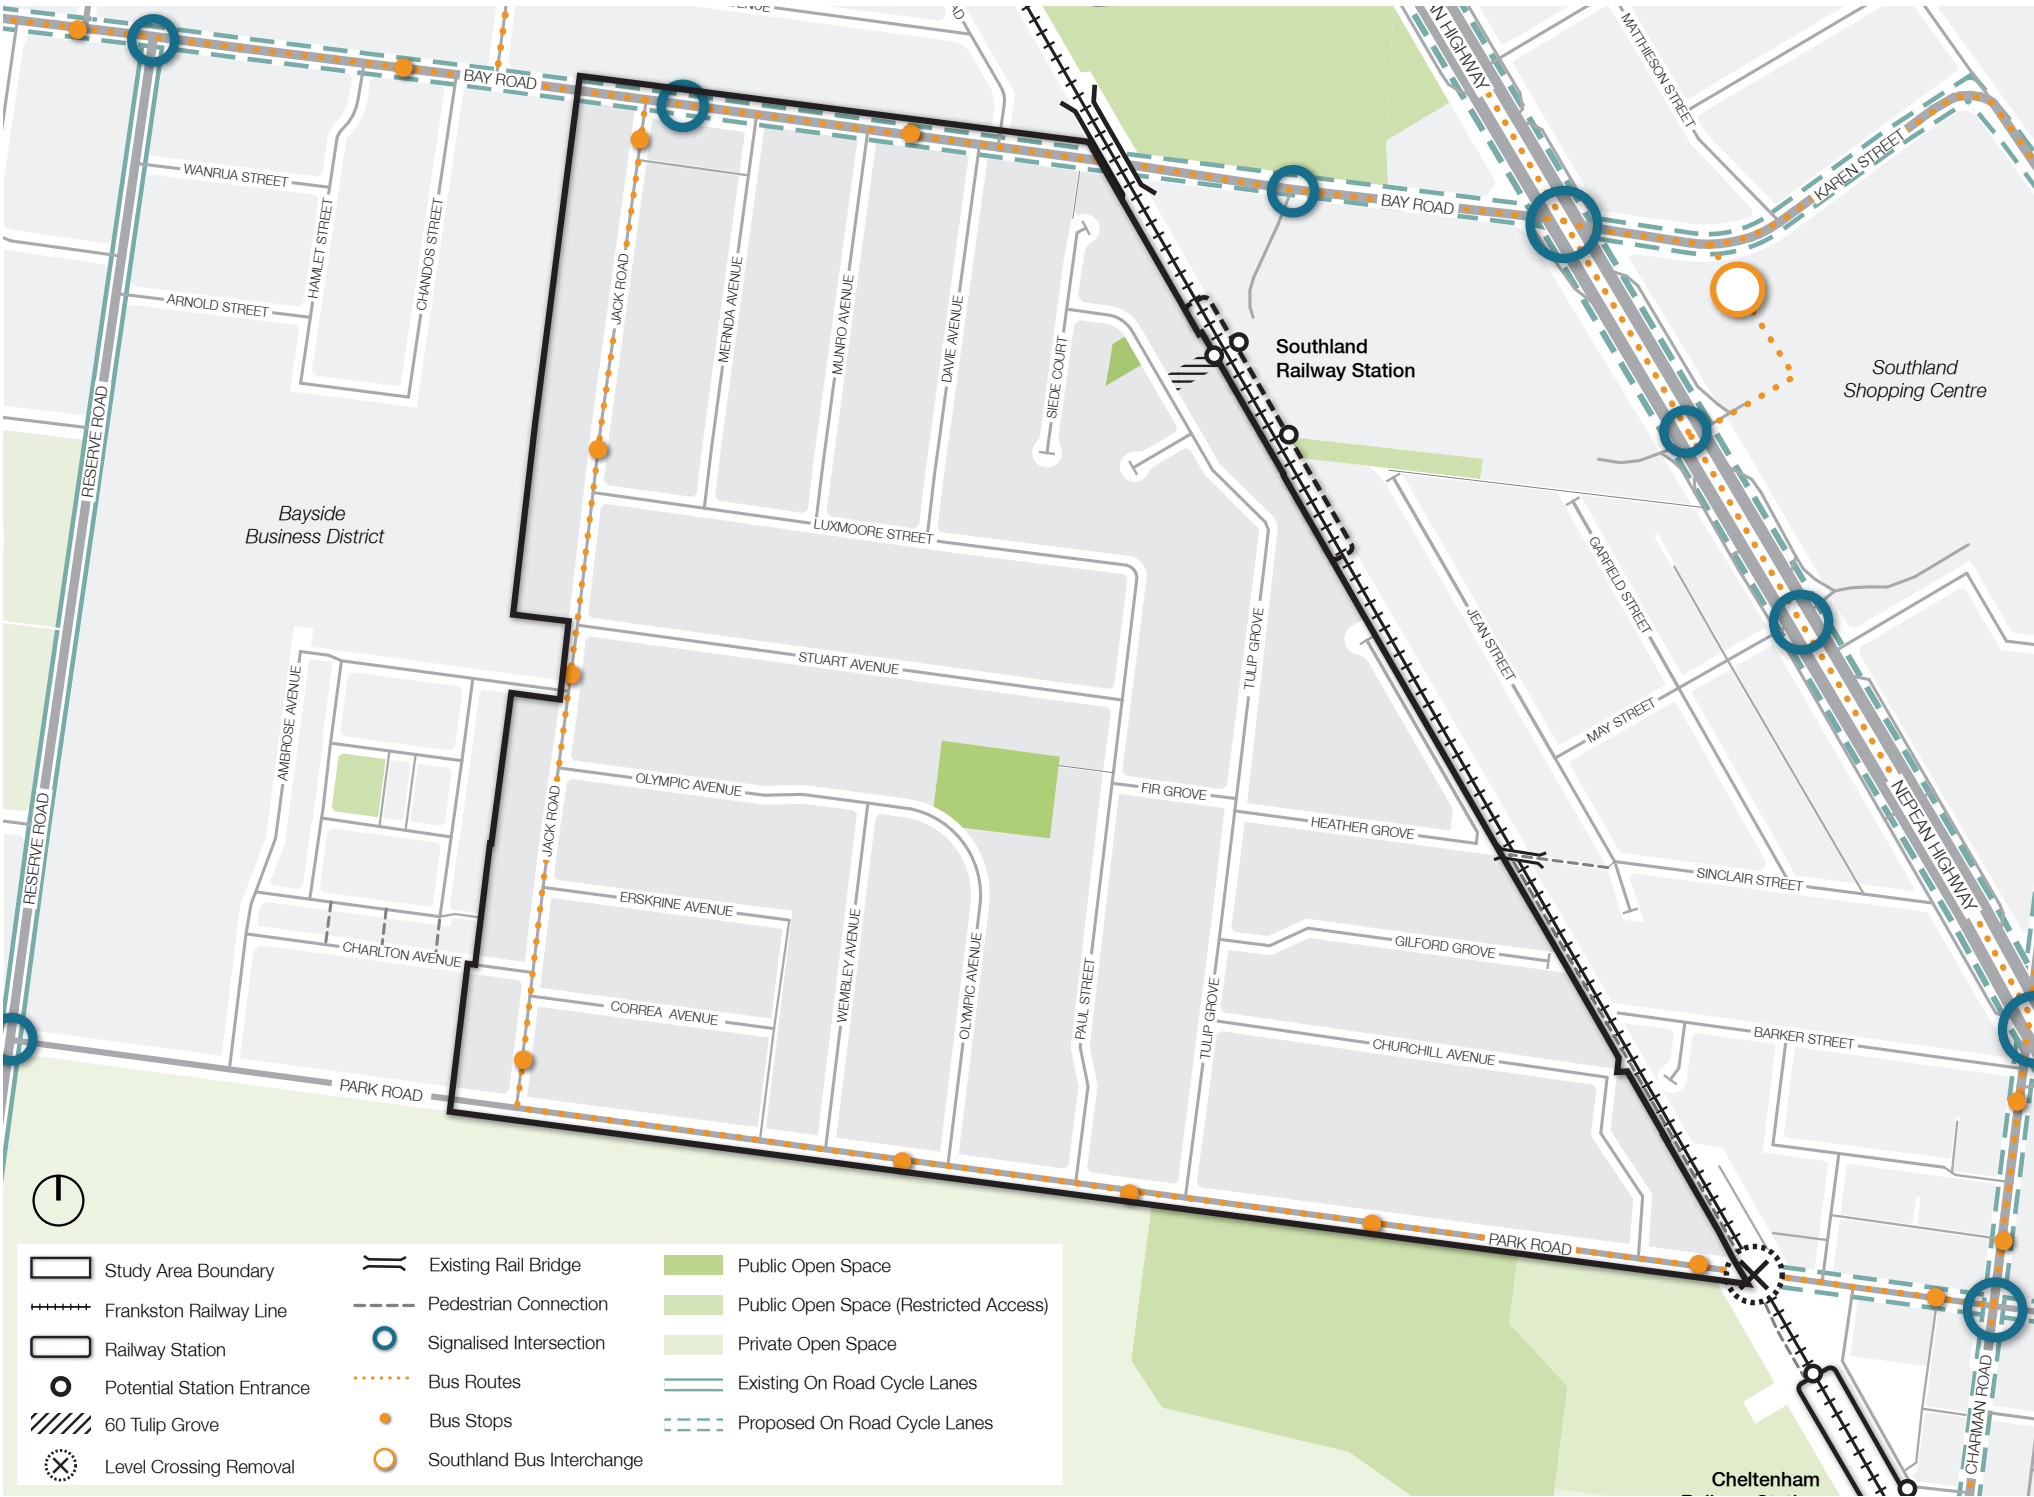 BAY ROAD
AN HIGHWAY
MATTHIESON STREET
KAREN STREET
WANRUA STREET
HAMLET STREET
CHANDOS STREET
ARNOLD STREET
BAY ROAD
JACK ROAD
MERNDA AVENUE
MUNRO AVENUE
DAVIE AVENUE
SIEDE COURT
Southland
Railway Station
Southland
Shopping Centre
RESERVE ROAD
Bayside
Business District
LUXMOORE STREET
GARFIELD STREET
JEAN STREET
TULIP GROVE
STUART AVENUE
MAY STREET
AMBROSE AVENUE
OLYMPIC AVENUE
FIR GROVE
HEATHER GROVE
JACK ROAD
NEPEAN HIGHWAY
RESERVE ROAD
SINCLAIR STREET
ERSKRINE AVENUE
WEMBLEY AVENUE
OLYMPIC AVENUE
PAUL STREET
GILFORD GROVE
CHARLTON AVENUE
CORREA AVENUE
TULIP GROVE
CHURCHILL AVENUE
BARKER STREET
PARK ROAD
PARK ROAD
CHARMAN ROAD
Cheltenham
Study Area Boundary
Frankston Railway Line
Railway Station
Potential Station Entrance
60 Tulip Grove
Level Crossing Removal
Existing Rail Bridge
Pedestrian Connection
Signalised Intersection
Bus Routes
Bus Stops
Southland Bus Interchange
Public Open Space
Public Open Space (Restricted Access)
Private Open Space
Existing On Road Cycle Lanes
Proposed On Road Cycle Lanes